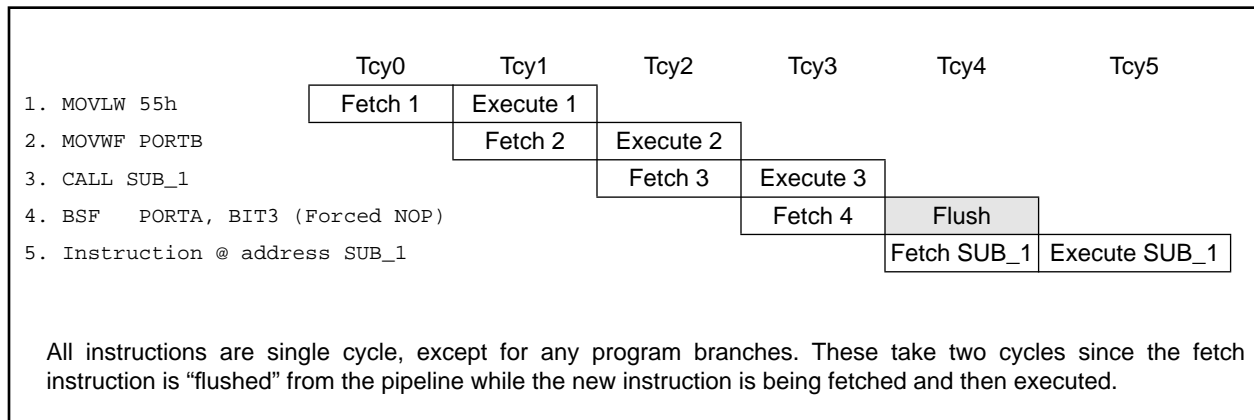 Tcy0 Tcy1 Tcy2 Tcy3 Tcy4 Tcy5
1. MOVLW 55h Fetch 1 Execute 1
2. MOVWF PORTB Fetch 2 Execute 2
3. CALL SUB_1 Fetch 3 Execute 3
4. BSF PORTA, BIT3 (Forced NOP) Fetch 4 Flush
5. Instruction @ address SUB_1 Fetch SUB_1 Execute SUB_1
All instructions are single cycle, except for any program branches. These take two cycles since the fetch
instruction is “flushed” from the pipeline while the new instruction is being fetched and then executed.